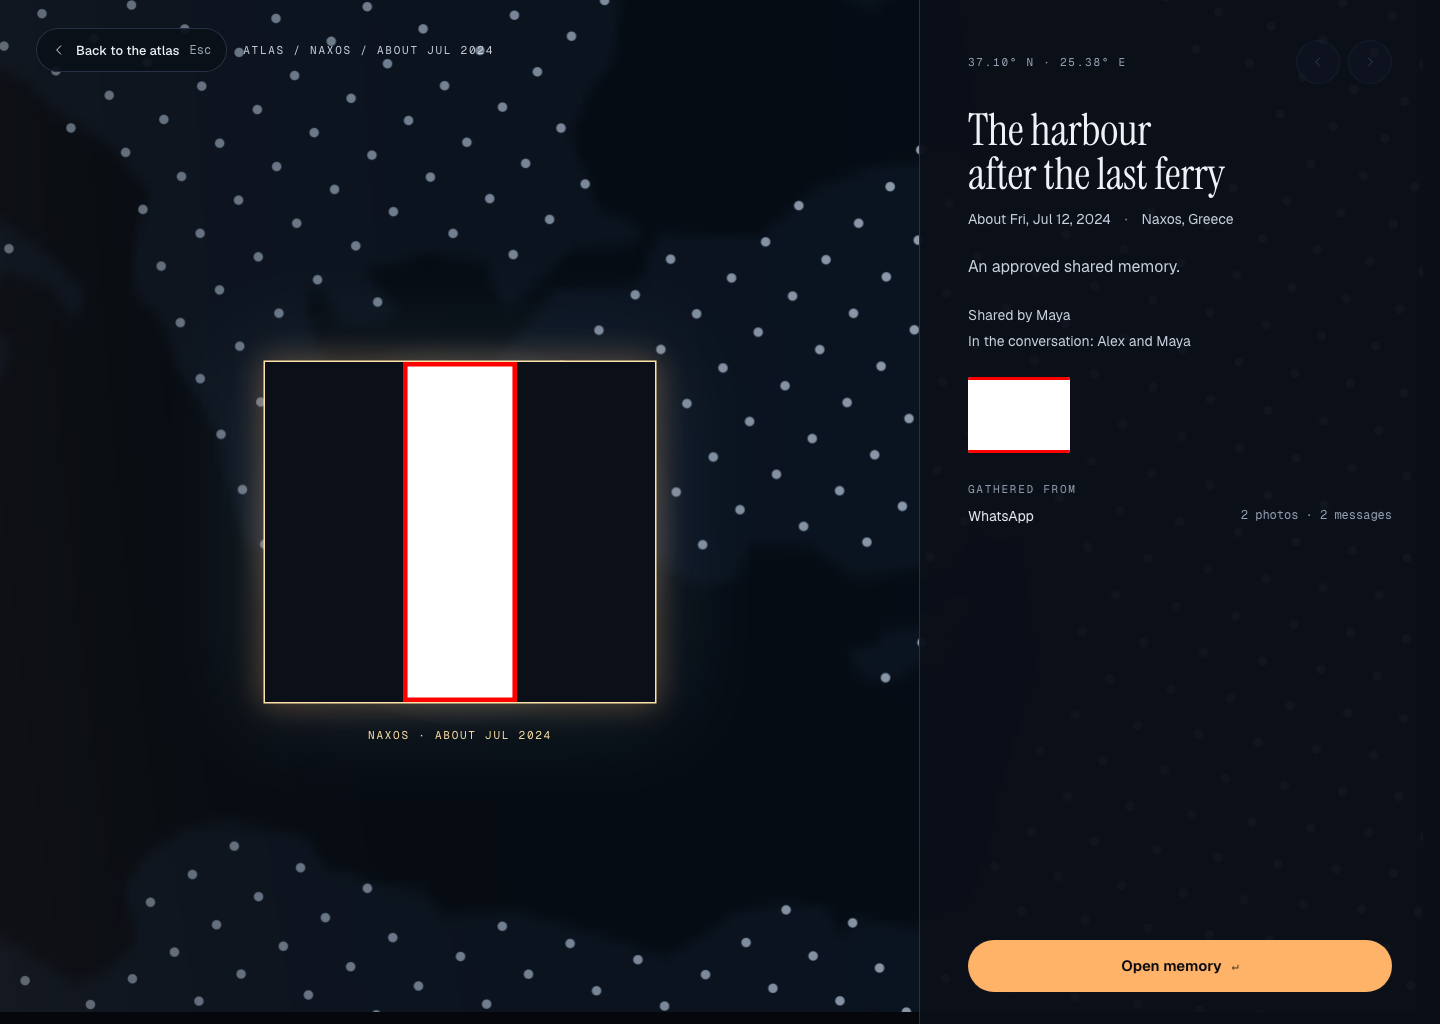 Back to the atlas Esc
ATLAS / NAXOS / ABOUT JUL 2024
NAXOS · ABOUT JUL 2024
37.10° N · 25.38° E
The harbour
after the last ferry
About Fri, Jul 12, 2024 · Naxos, Greece
An approved shared memory.
Shared by Maya
In the conversation: Alex and Maya
GATHERED FROM
WhatsApp 2 photos · 2 messages
Open memory ↵